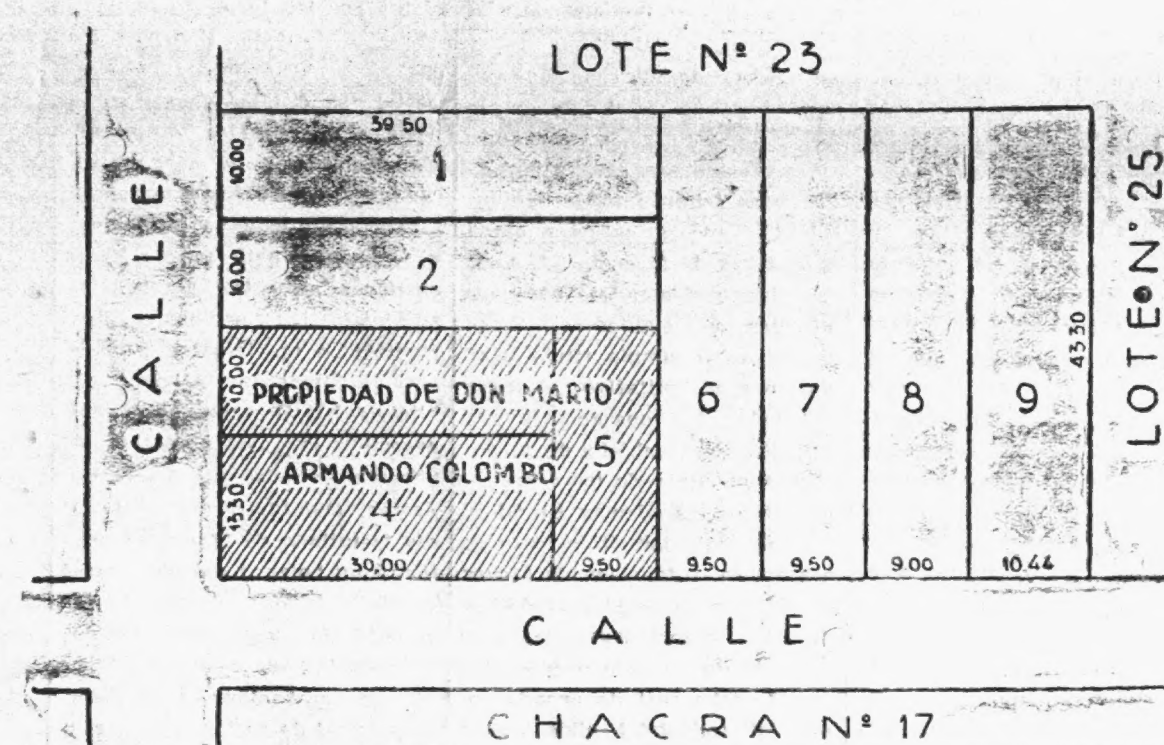 LOTE Nº 23
39 50
10.00
1
CALLE
10.00
2
LOTE N° 25
10.00
PROPIEDAD DE DON MARIO
6
7
8
9
43 30
5
ARMANDO COLOMBO
4
13 30
30.00
9.50
9.50
9.50
9.00
10.44
CALLE
CHACRA Nº 17